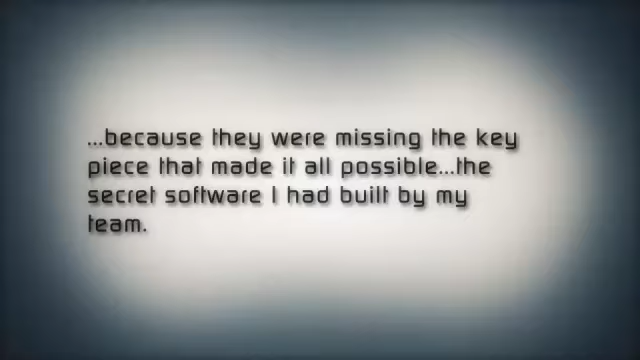 ...because they were missing the key
piece that made it all possible...the
secret software I had built by my
team.